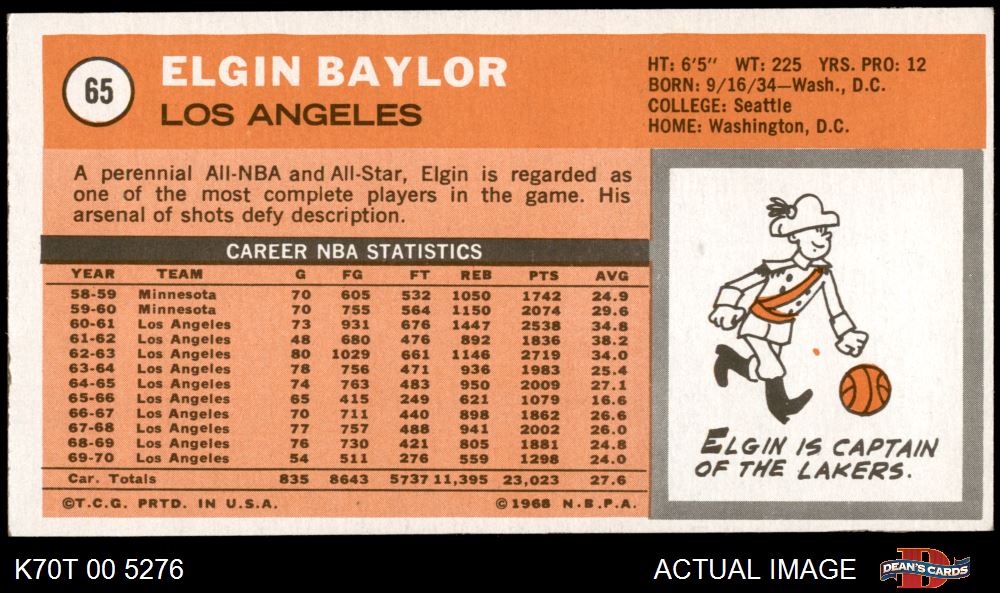 65
ELGIN BAYLOR
LOS ANGELES
HT: 6'5" WT: 225 YRS. PRO: 12
BORN: 9/16/34—Wash., D.C.
COLLEGE: Seattle
HOME: Washington, D.C.
A perennial All-NBA and All-Star, Elgin is regarded as
one of the most complete players in the game. His
arsenal of shots defy description.
CAREER NBA STATISTICS
YEAR TEAM G FG FT REB PTS AVG
58-59 Minnesota 70 605 532 1050 1742 24.9
59-60 Minnesota 70 755 564 1150 2074 29.6
60-61 Los Angeles 73 931 676 1447 2538 34.8
61-62 Los Angeles 48 680 476 892 1836 38.2
62-63 Los Angeles 80 1029 661 1146 2719 34.0
63-64 Los Angeles 78 756 471 936 1983 25.4
64-65 Los Angeles 74 763 483 950 2009 27.1
65-66 Los Angeles 65 415 249 621 1079 16.6
66-67 Los Angeles 70 711 440 898 1862 26.6
67-68 Los Angeles 77 757 488 941 2002 26.0
68-69 Los Angeles 76 730 421 805 1881 24.8
69-70 Los Angeles 54 511 276 559 1298 24.0
Car. Totals 835 8643 5737 11,395 23,023 27.6
©T.C.G. PRTD. IN U.S.A. ©1968 N.B.P.A.
ELGIN IS CAPTAIN
OF THE LAKERS.
K70T 00 5276
ACTUAL IMAGE
D
DEAN'S CARDS